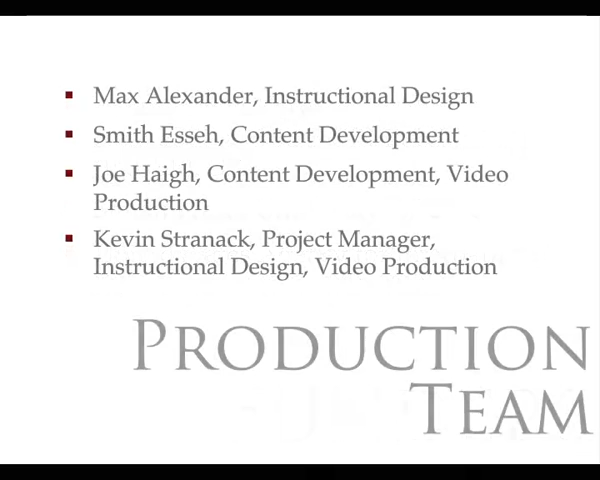 Max Alexander, Instructional Design
Smith Esseh, Content Development
Joe Haigh, Content Development, Video
Production
Kevin Stranack, Project Manager,
Instructional Design, Video Production
PRODUCTION
TEAM